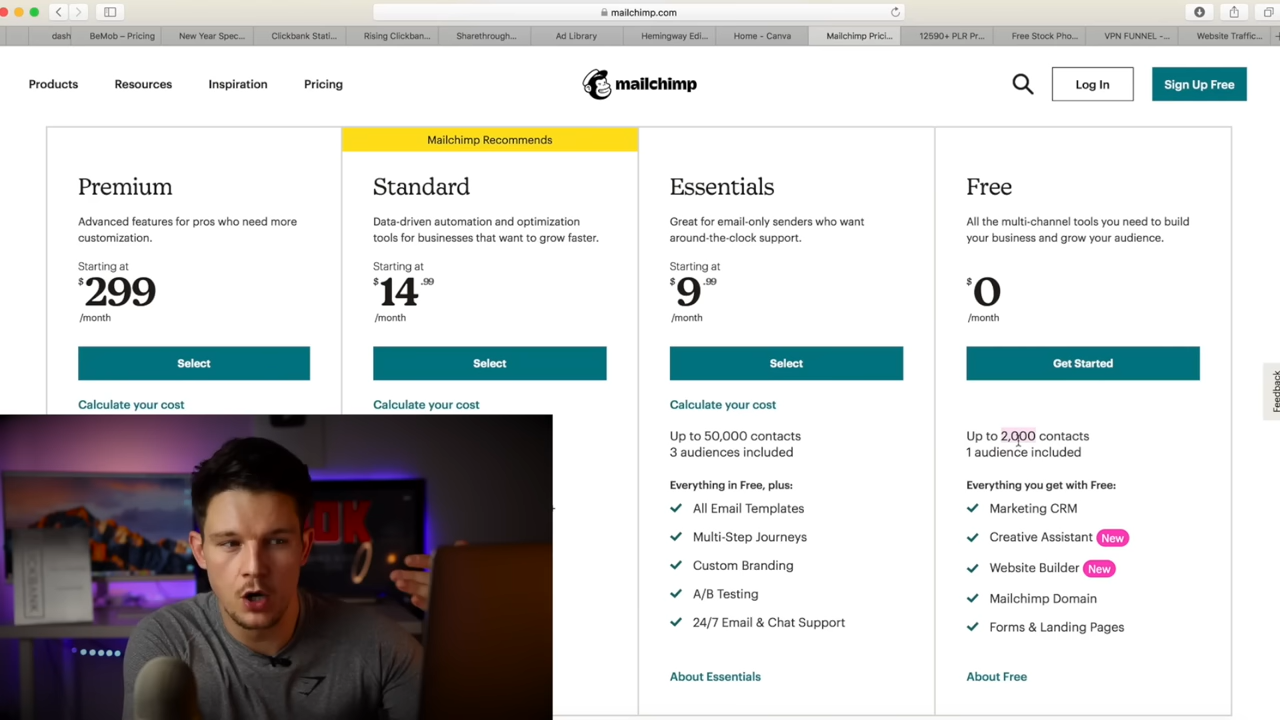 mailchimp.com
dash
BeMob – Pricing
New Year Spec...
Clickbank Stati...
Rising Clickban...
Sharethrough...
Ad Library
Hemingway Edi...
Home - Canva
Mailchimp Prici...
12590+ PLR Pr...
Free Stock Pho...
VPN FUNNEL –...
Website Traffic...
Products
Resources
Inspiration
Pricing
mailchimp
Log In
Sign Up Free
Mailchimp Recommends
Premium
Advanced features for pros who need more
customization.
Starting at
$299
/month
Select
Calculate your cost
Standard
Data-driven automation and optimization
tools for businesses that want to grow faster.
Starting at
$14.99
/month
Select
Calculate your cost
Essentials
Great for email-only senders who want
around-the-clock support.
Starting at
$9.99
/month
Select
Calculate your cost
Up to 50,000 contacts
3 audiences included
Everything in Free, plus:
All Email Templates
Multi-Step Journeys
Custom Branding
A/B Testing
24/7 Email & Chat Support
About Essentials
Free
All the multi-channel tools you need to build
your business and grow your audience.
$0
/month
Get Started
Up to 2,000 contacts
1 audience included
Everything you get with Free:
Marketing CRM
Creative Assistant New
Website Builder New
Mailchimp Domain
Forms & Landing Pages
About Free
Feedback